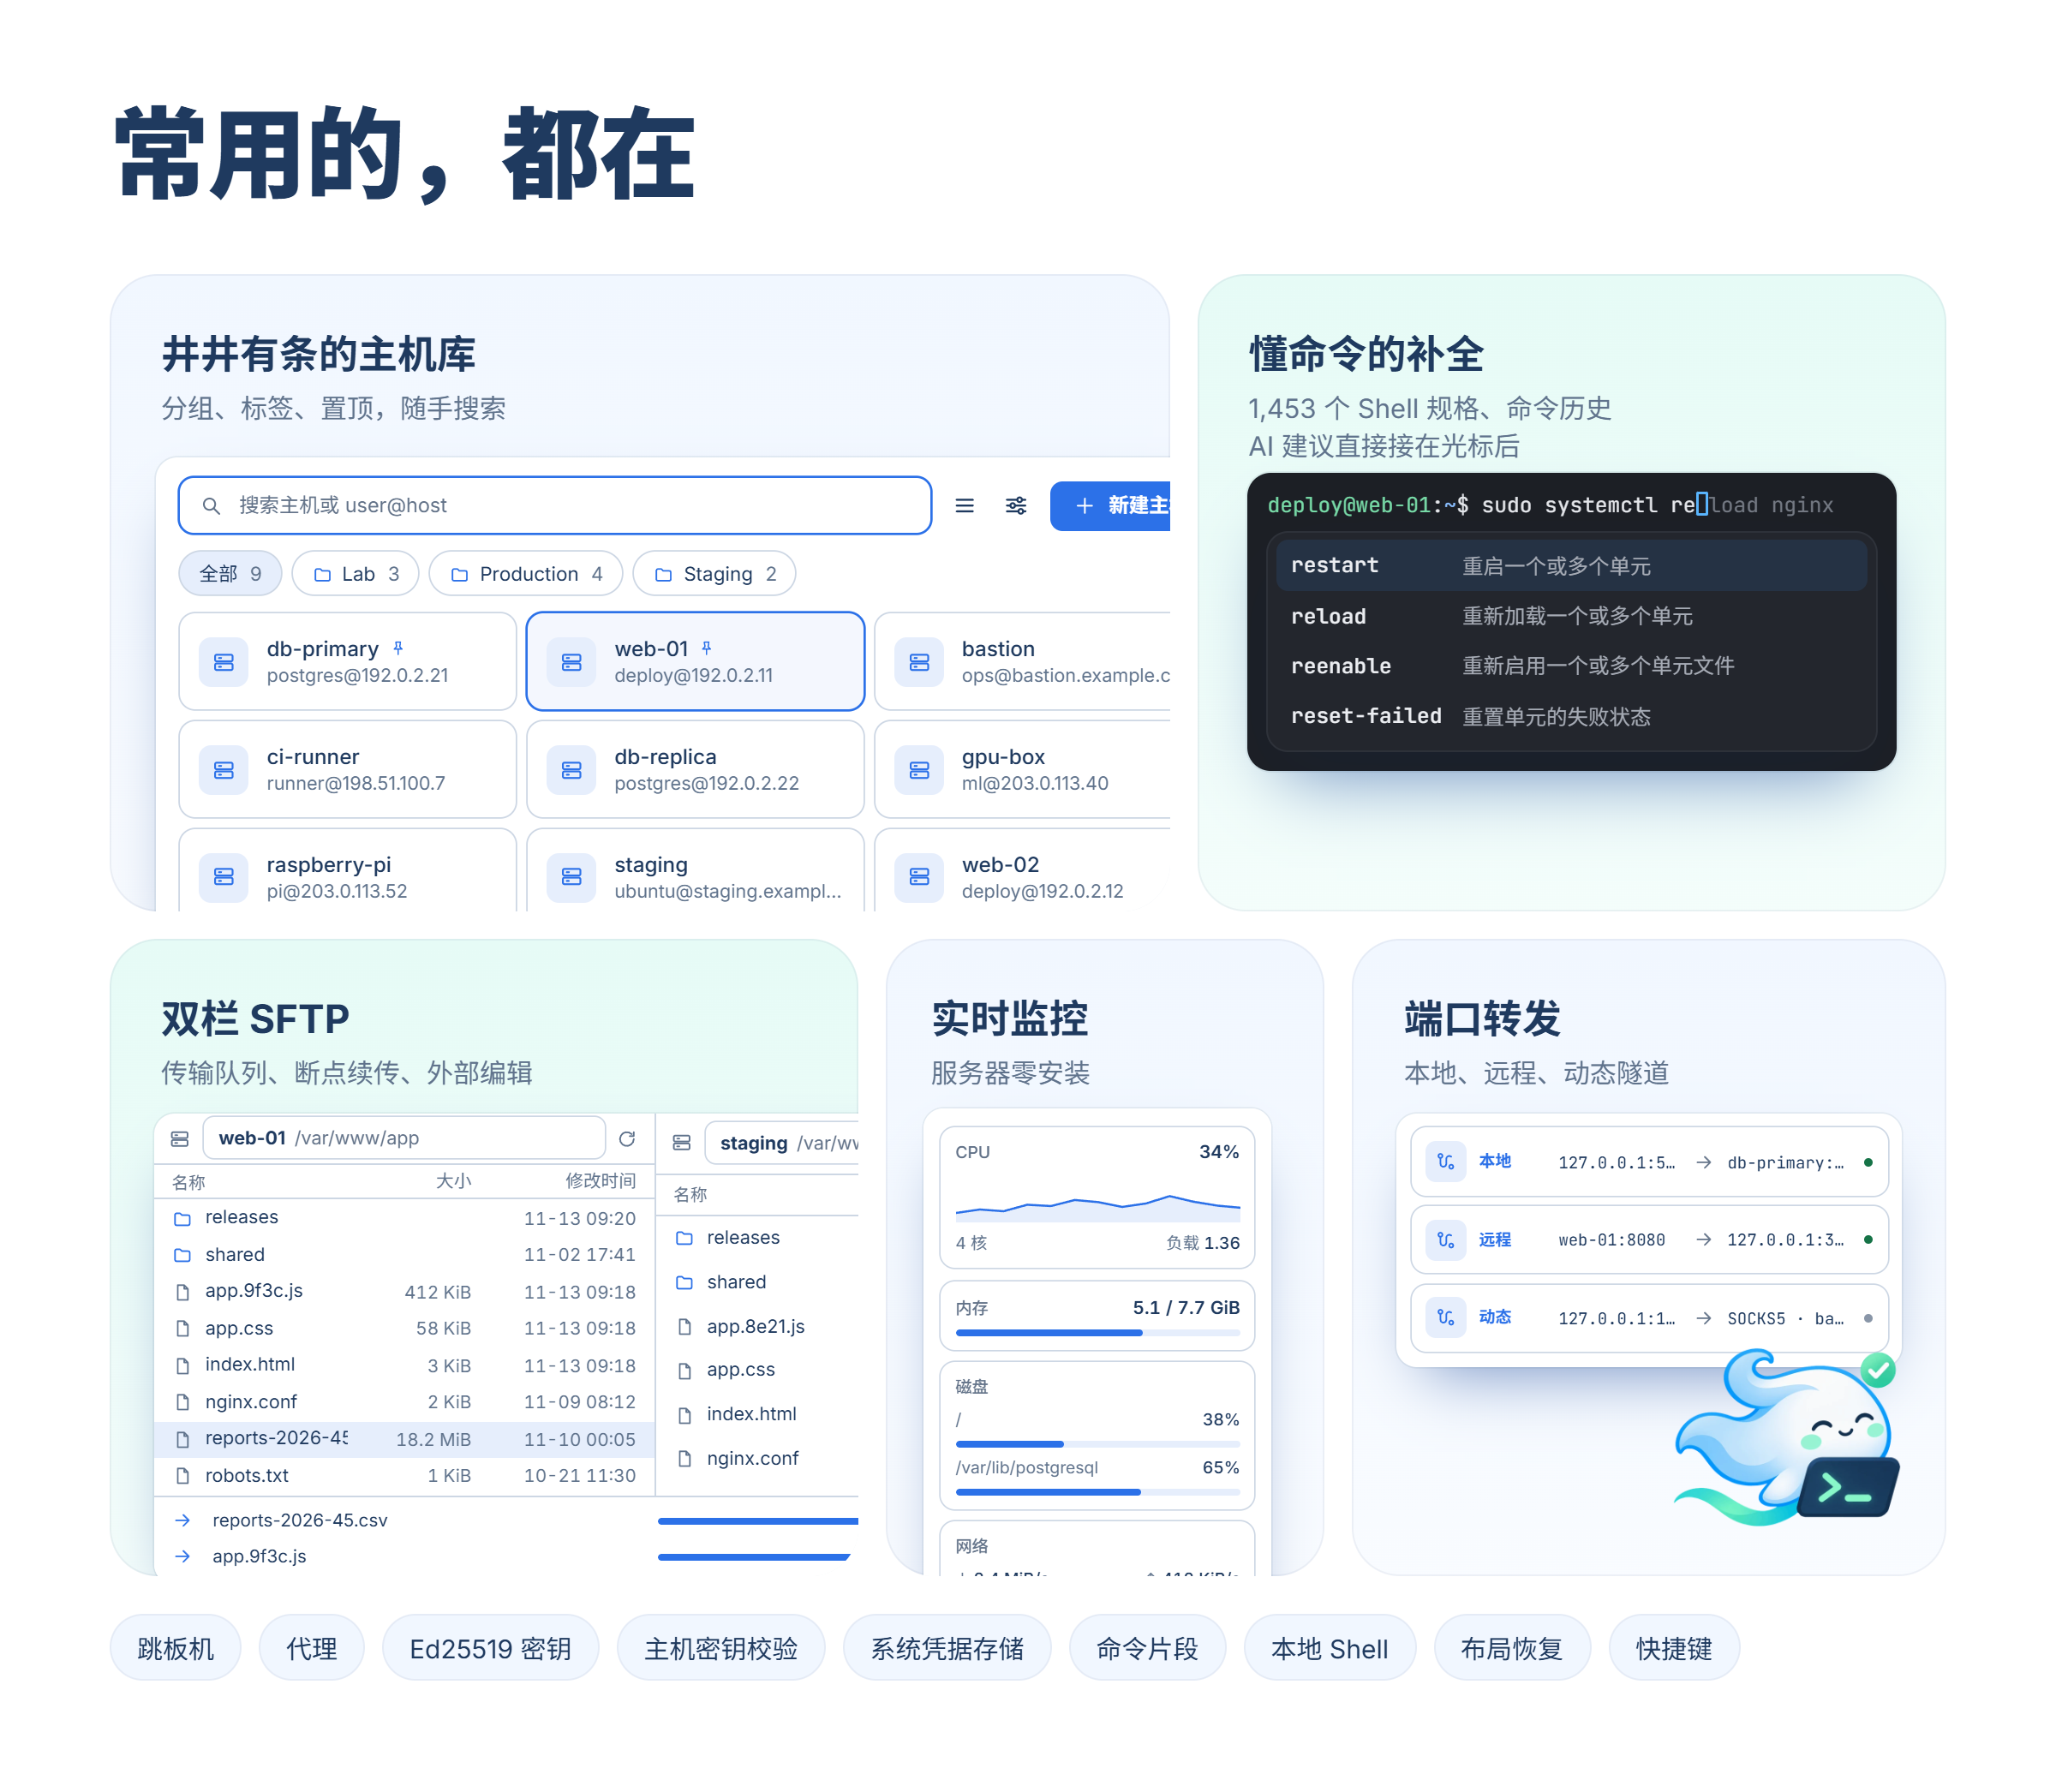 常用的，都在
井井有条的主机库
分组、标签、置顶，随手搜索
搜索主机或 user@host
新建主
全部 9
Lab 3
Production 4
Staging 2
db-primary
postgres@192.0.2.21
web-01
deploy@192.0.2.11
bastion
ops@bastion.example.c
ci-runner
runner@198.51.100.7
db-replica
postgres@192.0.2.22
gpu-box
ml@203.0.113.40
raspberry-pi
pi@203.0.113.52
staging
ubuntu@staging.exampl...
web-02
deploy@192.0.2.12
懂命令的补全
1,453 个 Shell 规格、命令历史
AI 建议直接接在光标后
deploy@web-01:~$ sudo systemctl reload nginx
restart 重启一个或多个单元
reload 重新加载一个或多个单元
reenable 重新启用一个或多个单元文件
reset-failed 重置单元的失败状态
双栏 SFTP
传输队列、断点续传、外部编辑
web-01 /var/www/app
名称 大小 修改时间
releases 11-13 09:20
shared 11-02 17:41
app.9f3c.js 412 KiB 11-13 09:18
app.css 58 KiB 11-13 09:18
index.html 3 KiB 11-13 09:18
nginx.conf 2 KiB 11-09 08:12
reports-2026-45 18.2 MiB 11-10 00:05
robots.txt 1 KiB 10-21 11:30
staging /var/w
名称
releases
shared
app.8e21.js
app.css
index.html
nginx.conf
reports-2026-45.csv
app.9f3c.js
实时监控
服务器零安装
CPU 34%
4 核 负载 1.36
内存 5.1 / 7.7 GiB
磁盘
/ 38%
/var/lib/postgresql 65%
网络
端口转发
本地、远程、动态隧道
本地 127.0.0.1:5… → db-primary:…
远程 web-01:8080 → 127.0.0.1:3…
动态 127.0.0.1:1… → SOCKS5 · ba…
>_
跳板机
代理
Ed25519 密钥
主机密钥校验
系统凭据存储
命令片段
本地 Shell
布局恢复
快捷键